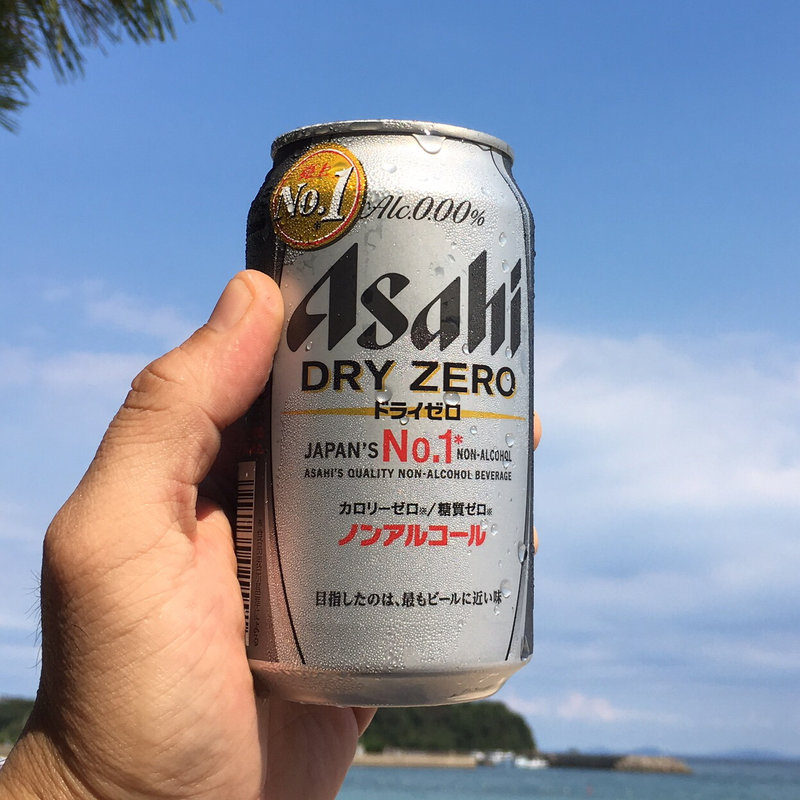 売上
No.1
Alc.0.00%
Asahi
DRY ZERO
ドライゼロ
JAPAN'S No.1* NON-ALCOHOL
ASAHI'S QUALITY NON-ALCOHOL BEVERAGE
カロリーゼロ※/糖質ゼロ※
ノンアルコール
目指したのは、最もビールに近い味